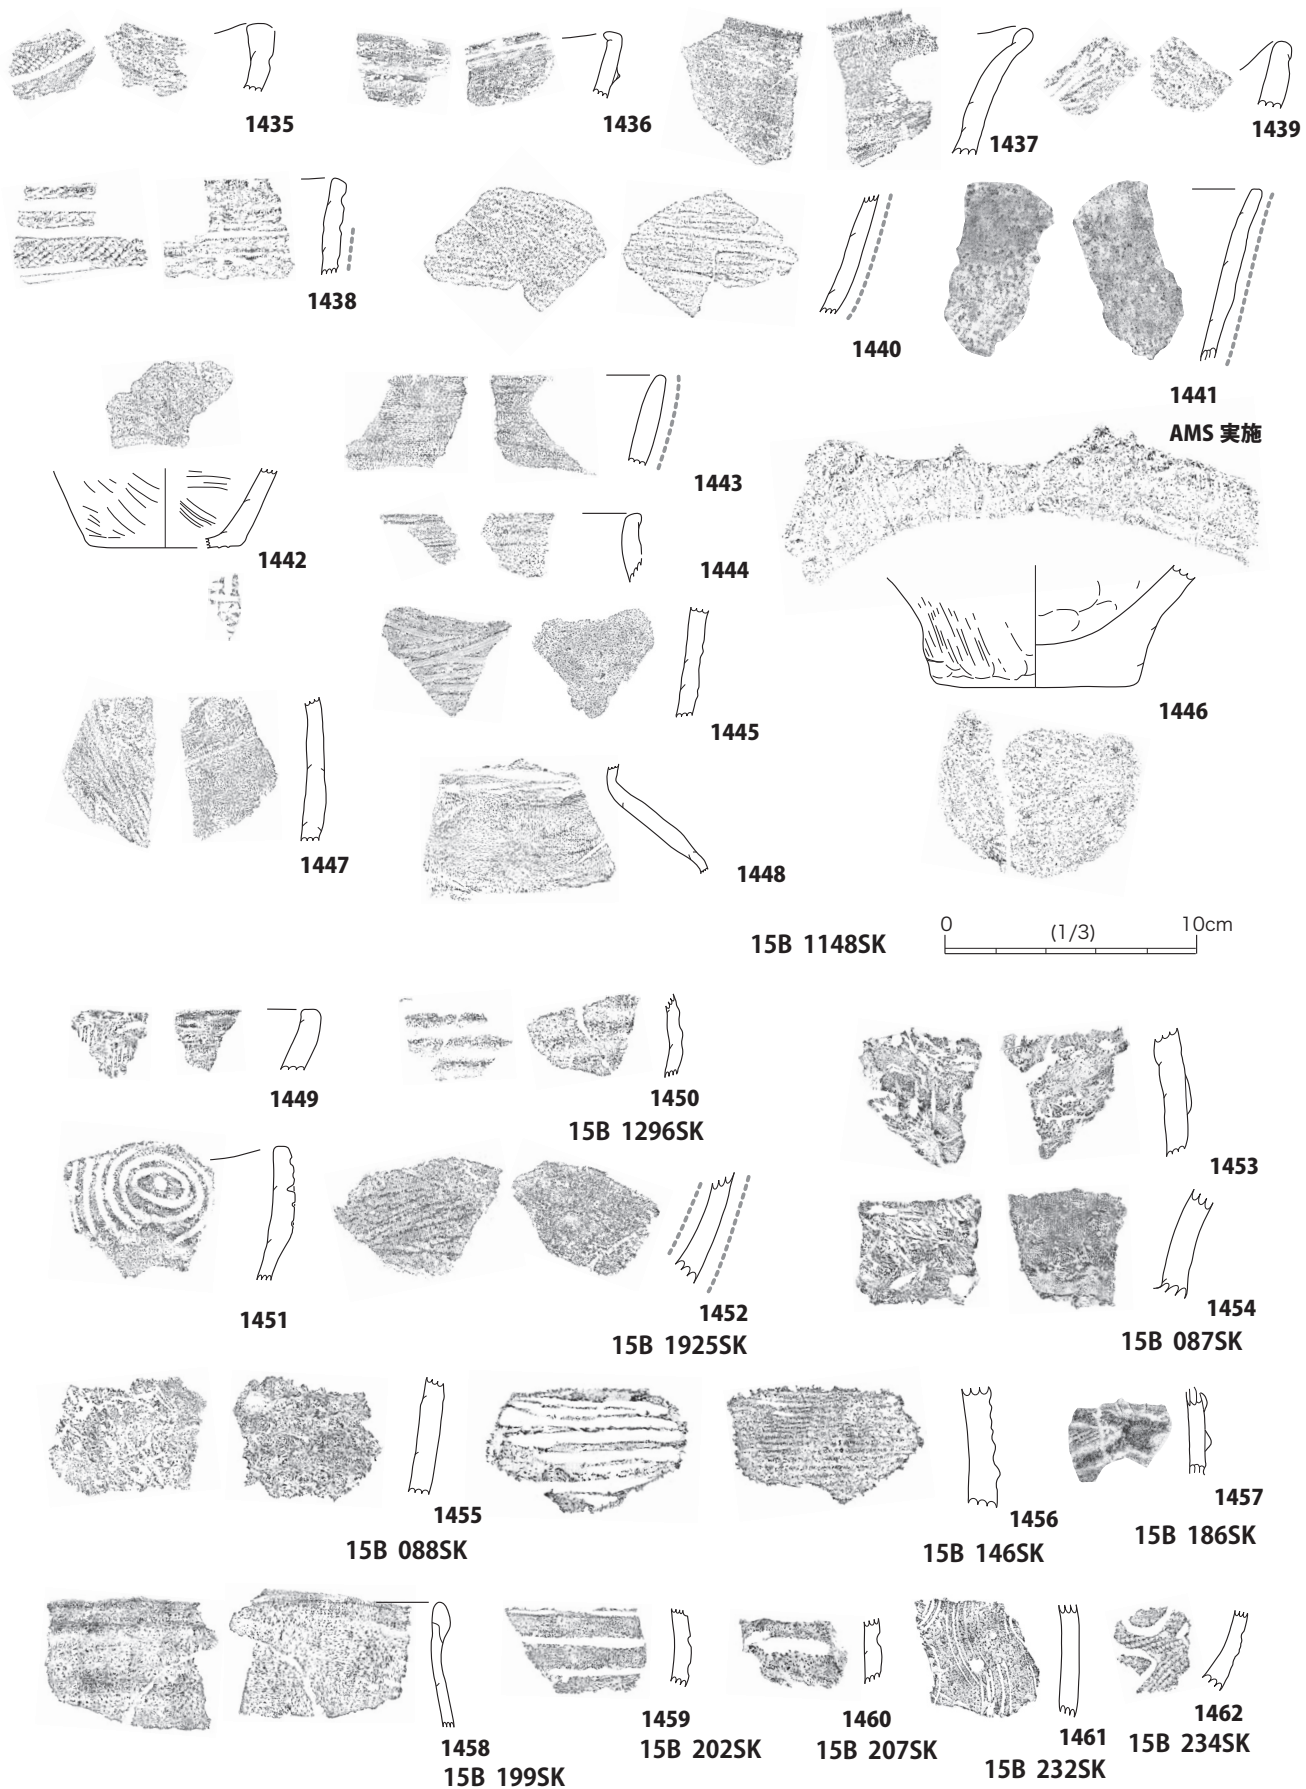 1435
1436
1437
1439
1438
1440
1441
AMS 実施
1442
1443
1444
1445
1446
1447
1448
15B 1148SK
0 (1/3) 10cm
1449
1450
15B 1296SK
1451
1452
15B 1925SK
1453
1454
15B 087SK
1455
15B 088SK
1456
15B 146SK
1457
15B 186SK
1458
15B 199SK
1459
15B 202SK
1460
15B 207SK
1461
15B 232SK
1462
15B 234SK